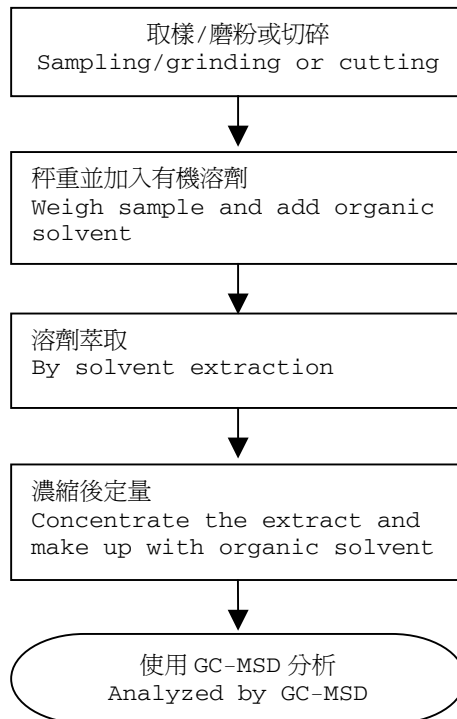 取樣/磨粉或切碎
Sampling/grinding or cutting
秤重並加入有機溶劑
Weigh sample and add organic
solvent
溶劑萃取
By solvent extraction
濃縮後定量
Concentrate the extract and
make up with organic solvent
使用 GC-MSD 分析
Analyzed by GC-MSD